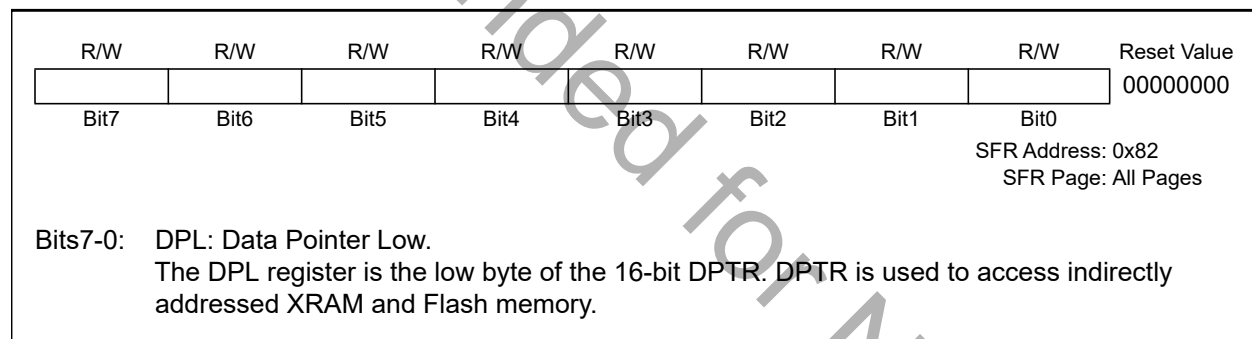 R/W R/W R/W R/W R/W R/W R/W R/W Reset Value
00000000
Bit7 Bit6 Bit5 Bit4 Bit3 Bit2 Bit1 Bit0
SFR Address: 0x82
SFR Page: All Pages
Bits7-0: DPL: Data Pointer Low.
The DPL register is the low byte of the 16-bit DPTR. DPTR is used to access indirectly
addressed XRAM and Flash memory.
nded for N